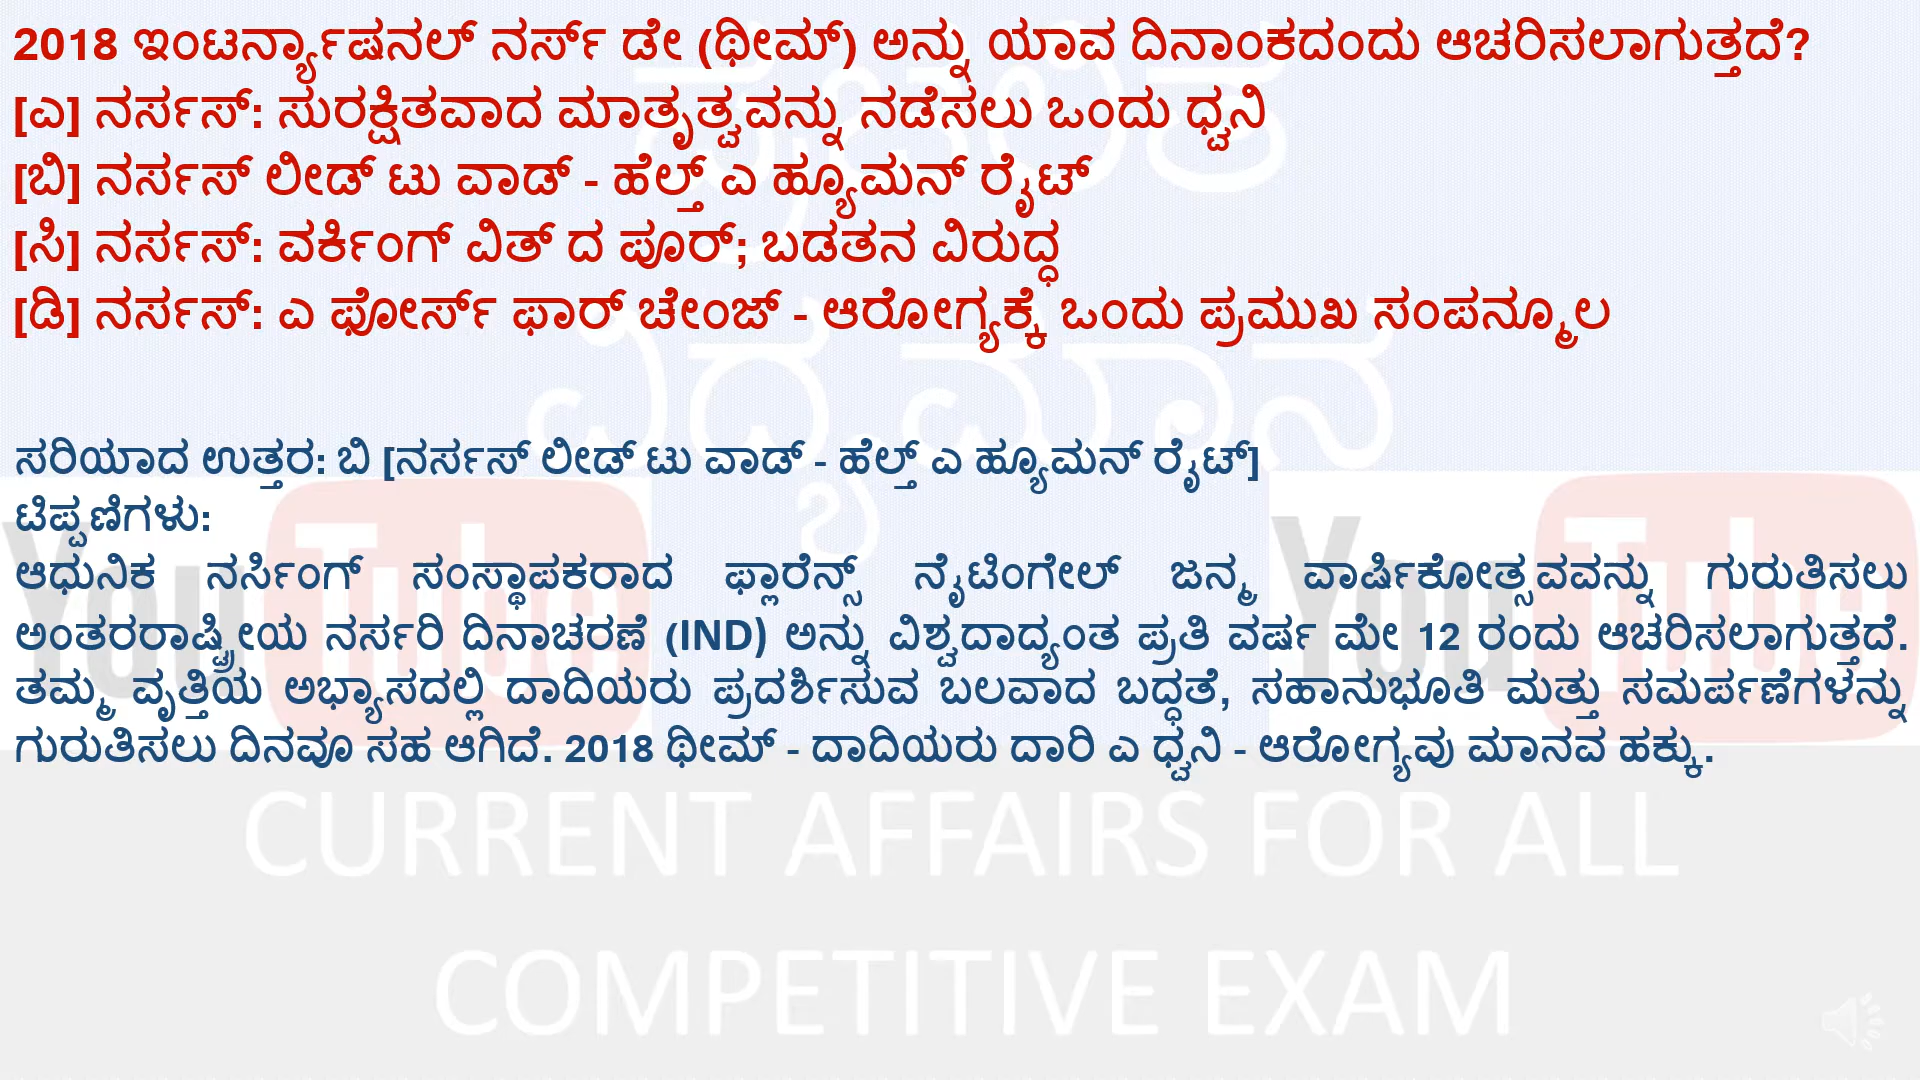 2018 ಇಂಟರ್ನ್ಯಾಷನಲ್ ನರ್ಸ್ ಡೇ (ಥೀಮ್) ಅನ್ನು ಯಾವ ದಿನಾಂಕದಂದು ಆಚರಿಸಲಾಗುತ್ತದೆ?
[ಎ] ನರ್ಸಸ್: ಸುರಕ್ಷಿತವಾದ ಮಾತೃತ್ವವನ್ನು ನಡೆಸಲು ಒಂದು ಧ್ವನಿ
[ಬಿ] ನರ್ಸಸ್ ಲೀಡ್ ಟು ವಾಡ್ - ಹೆಲ್ತ್ ಎ ಹ್ಯೂಮನ್ ರೈಟ್
[ಸಿ] ನರ್ಸಸ್: ವರ್ಕಿಂಗ್ ವಿತ್ ದ ಪೂರ್; ಬಡತನ ವಿರುದ್ಧ
[ಡಿ] ನರ್ಸಸ್: ಎ ಫೋರ್ಸ್ ಫಾರ್ ಚೇಂಜ್ - ಆರೋಗ್ಯಕ್ಕೆ ಒಂದು ಪ್ರಮುಖ ಸಂಪನ್ಮೂಲ
ಸರಿಯಾದ ಉತ್ತರ: ಬಿ [ನರ್ಸಸ್ ಲೀಡ್ ಟು ವಾಡ್ - ಹೆಲ್ತ್ ಎ ಹ್ಯೂಮನ್ ರೈಟ್]
ಟಿಪ್ಪಣಿಗಳು:
ಆಧುನಿಕ ನರ್ಸಿಂಗ್ ಸಂಸ್ಥಾಪಕರಾದ ಫ್ಲಾರೆನ್ಸ್ ನೈಟಿಂಗೇಲ್ ಜನ್ಮ ವಾರ್ಷಿಕೋತ್ಸವವನ್ನು ಗುರುತಿಸಲು
ಅಂತರರಾಷ್ಟ್ರೀಯ ನರ್ಸರಿ ದಿನಾಚರಣೆ (IND) ಅನ್ನು ವಿಶ್ವದಾದ್ಯಂತ ಪ್ರತಿ ವರ್ಷ ಮೇ 12 ರಂದು ಆಚರಿಸಲಾಗುತ್ತದೆ.
ತಮ್ಮ ವೃತ್ತಿಯ ಅಭ್ಯಾಸದಲ್ಲಿ ದಾದಿಯರು ಪ್ರದರ್ಶಿಸುವ ಬಲವಾದ ಬದ್ಧತೆ, ಸಹಾನುಭೂತಿ ಮತ್ತು ಸಮರ್ಪಣೆಗಳನ್ನು
ಗುರುತಿಸಲು ದಿನವೂ ಸಹ ಆಗಿದೆ. 2018 ಥೀಮ್ - ದಾದಿಯರು ದಾರಿ ಎ ಧ್ವನಿ - ಆರೋಗ್ಯವು ಮಾನವ ಹಕ್ಕು.
YouTube
YouTube
CURRENT AFFAIRS FOR ALL
COMPETITIVE EXAM